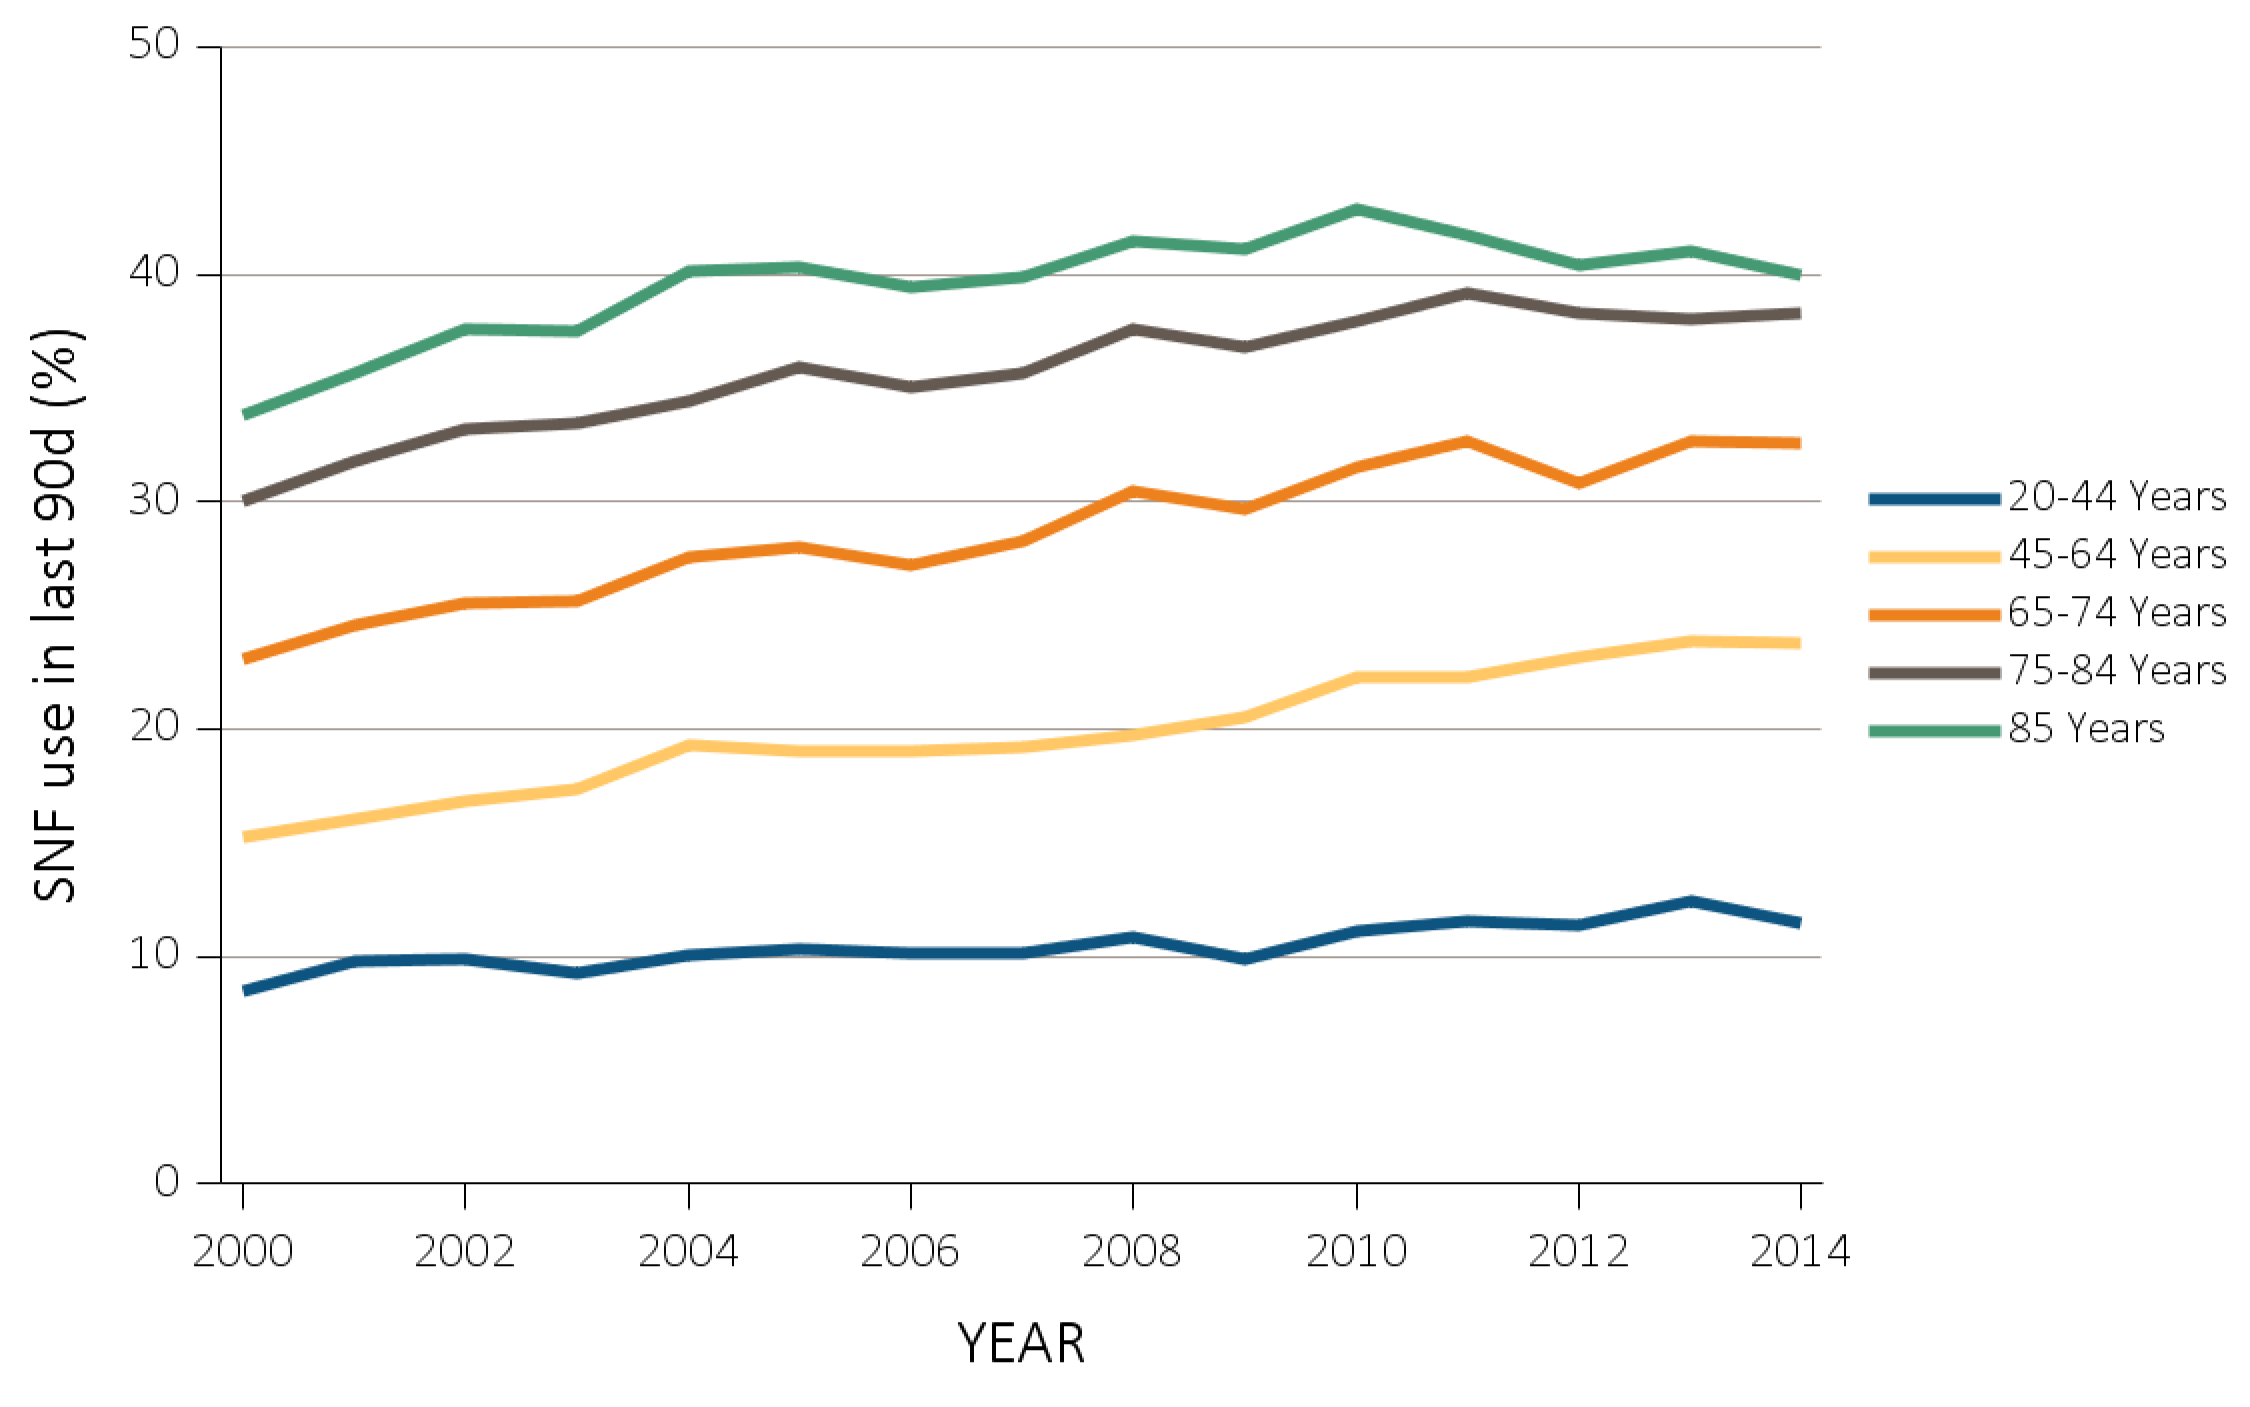 50
40
30
20
10
0
SNF use in last 90d (%)
2000 2002 2004 2006 2008 2010 2012 2014
YEAR
20-44 Years
45-64 Years
65-74 Years
75-84 Years
85 Years